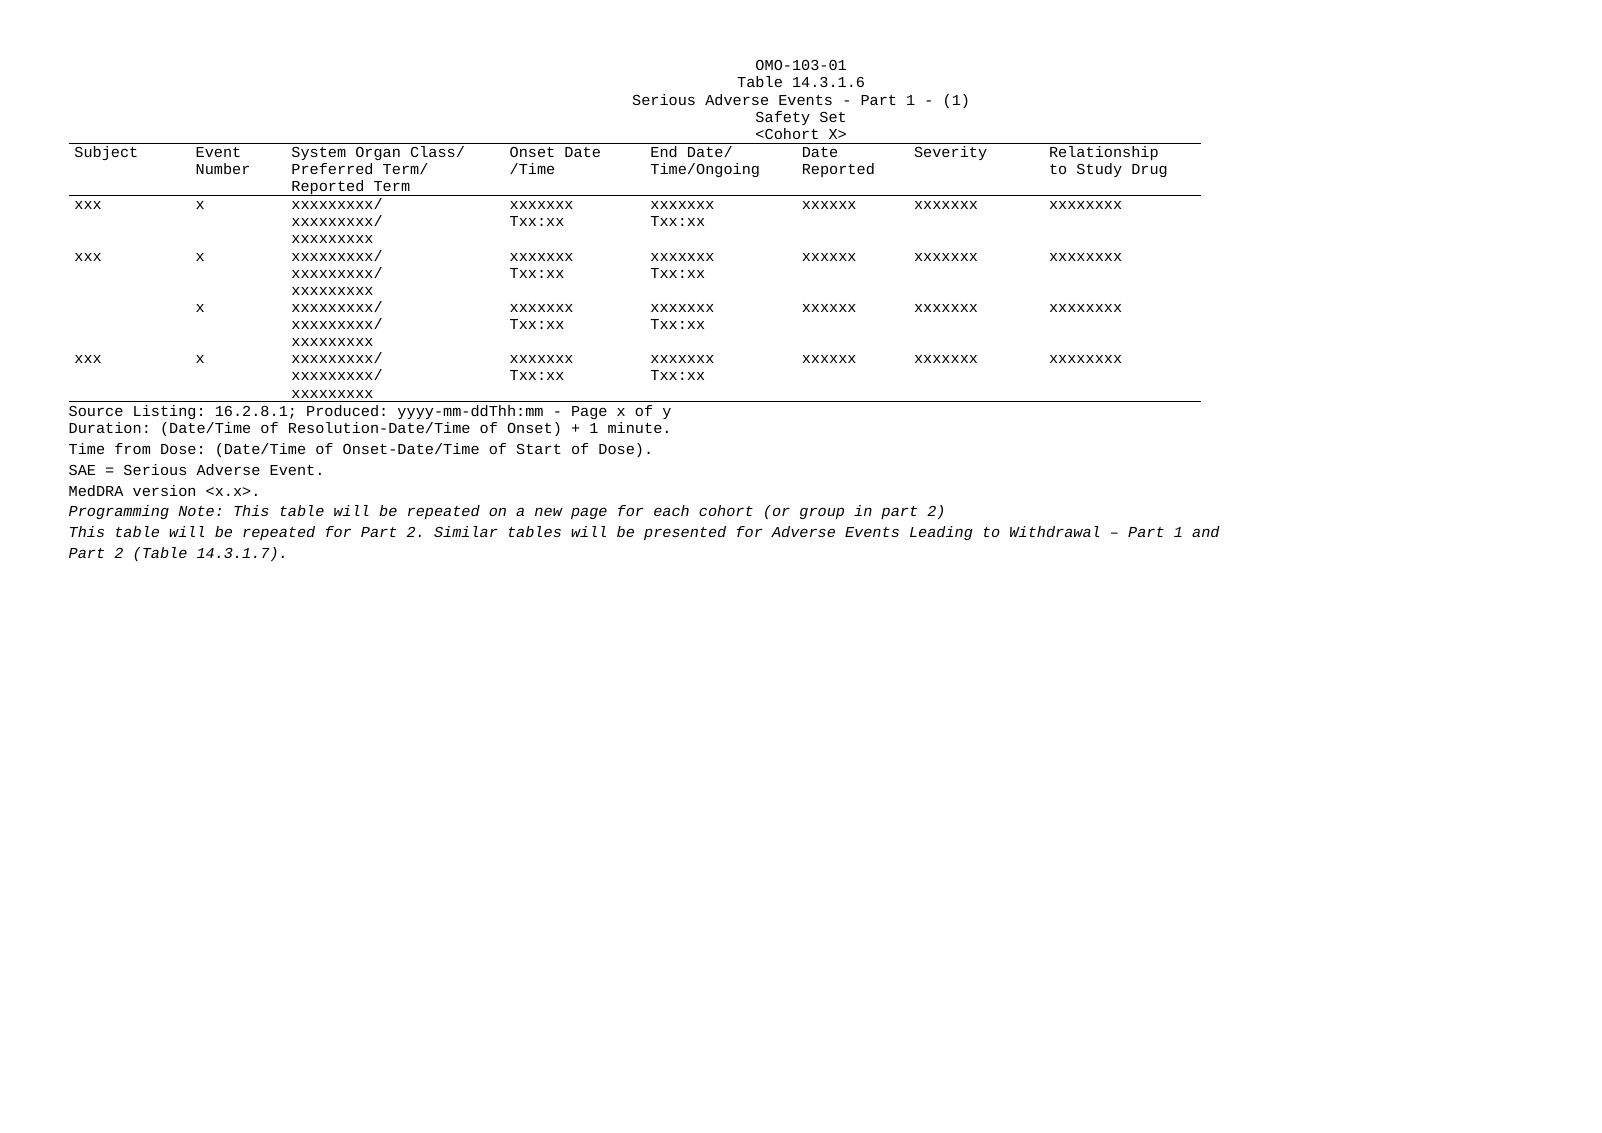 OMO-103-01
Table 14.3.1.6
Serious Adverse Events - Part 1 - (1)
Safety Set
<Cohort X>
Subject Event System Organ Class/ Onset Date End Date/ Date Severity Relationship
Number Preferred Term/ /Time Time/Ongoing Reported to Study Drug
Reported Term
xxx x xxxxxxxxx/ xxxxxxx xxxxxxx xxxxxx xxxxxxx xxxxxxxx
xxxxxxxxx/ Txx:xx Txx:xx
xxxxxxxxx
xxx x xxxxxxxxx/ xxxxxxx xxxxxxx xxxxxx xxxxxxx xxxxxxxx
xxxxxxxxx/ Txx:xx Txx:xx
xxxxxxxxx
x xxxxxxxxx/ xxxxxxx xxxxxxx xxxxxx xxxxxxx xxxxxxxx
xxxxxxxxx/ Txx:xx Txx:xx
xxxxxxxxx
xxx x xxxxxxxxx/ xxxxxxx xxxxxxx xxxxxx xxxxxxx xxxxxxxx
xxxxxxxxx/ Txx:xx Txx:xx
xxxxxxxxx
Source Listing: 16.2.8.1; Produced: yyyy-mm-ddThh:mm - Page x of y
Duration: (Date/Time of Resolution-Date/Time of Onset) + 1 minute.
Time from Dose: (Date/Time of Onset-Date/Time of Start of Dose).
SAE = Serious Adverse Event.
MedDRA version <x.x>.
Programming Note: This table will be repeated on a new page for each cohort (or group in part 2)
This table will be repeated for Part 2. Similar tables will be presented for Adverse Events Leading to Withdrawal – Part 1 and
Part 2 (Table 14.3.1.7).